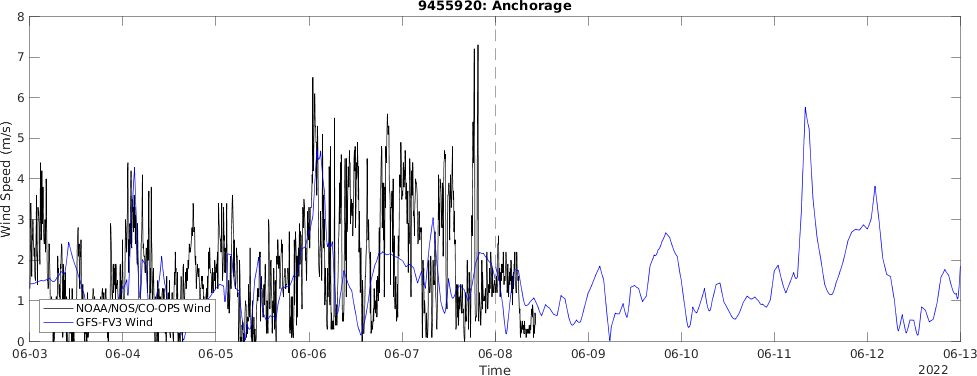 9455920: Anchorage
8
7
6
5
4
3
2
1
0
Wind Speed (m/s)
NOAA/NOS/CO-OPS Wind
GFS-FV3 Wind
06-03 06-04 06-05 06-06 06-07 06-08 06-09 06-10 06-11 06-12 06-13
Time
2022